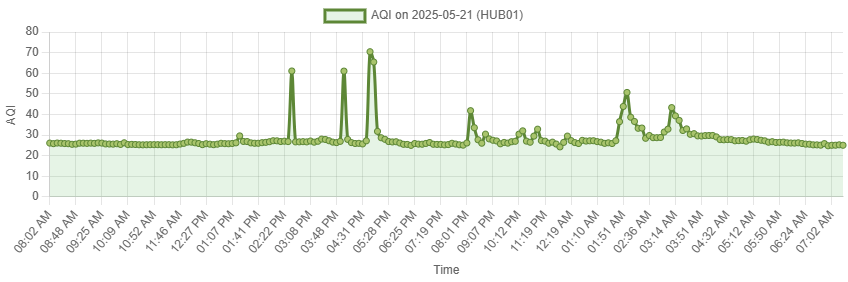 AQI on 2025-05-21 (HUB01)
80
70
60
50
40
30
20
10
0
AQI
08:02 AM
08:48 AM
09:25 AM
10:09 AM
10:52 AM
11:46 AM
12:27 PM
01:07 PM
01:41 PM
02:22 PM
03:08 PM
03:48 PM
04:31 PM
05:28 PM
06:25 PM
07:19 PM
08:01 PM
09:07 PM
10:12 PM
11:19 PM
12:19 AM
01:10 AM
01:51 AM
02:36 AM
03:14 AM
03:51 AM
04:32 AM
05:12 AM
05:50 AM
06:24 AM
07:02 AM
Time